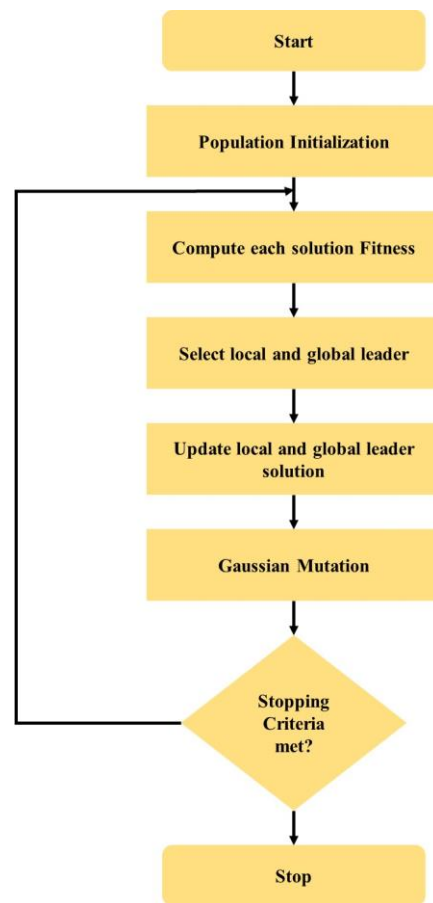 Start
Population Initialization
Compute each solution Fitness
Select local and global leader
Update local and global leader
solution
Gaussian Mutation
Stopping
Criteria
met?
Stop